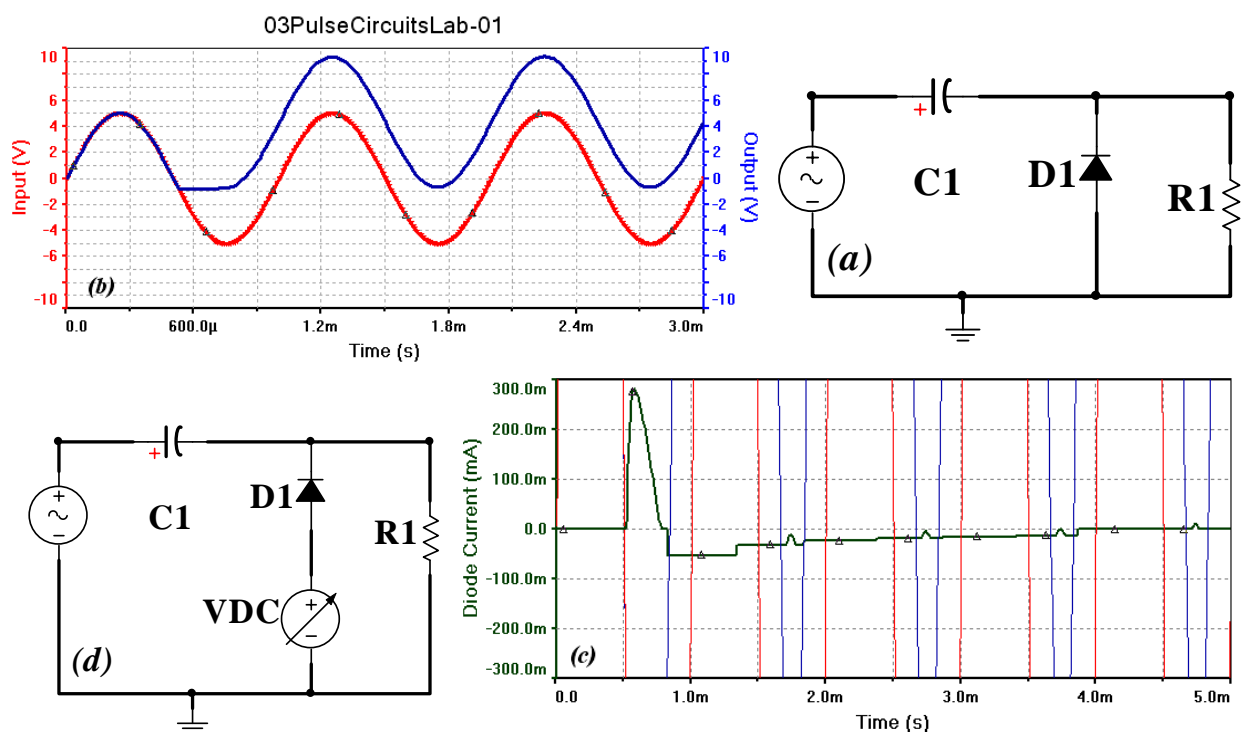 03PulseCircuitsLab-01
Input (V)
10
6
4
2
0
-2
-4
-6
-10
10
6
4
2
0
-2
-4
-6
-10
Output (V)
(b)
0.0
600.0µ
1.2m
1.8m
2.4m
3.0m
Time (s)
+
+
−
C1
D1
R1
(a)
+
+
−
C1
D1
R1
VDC
+
−
(d)
Diode Current (mA)
300.0m
200.0m
100.0m
0.0
-100.0m
-200.0m
-300.0m
(c)
0.0
1.0m
2.0m
3.0m
4.0m
5.0m
Time (s)